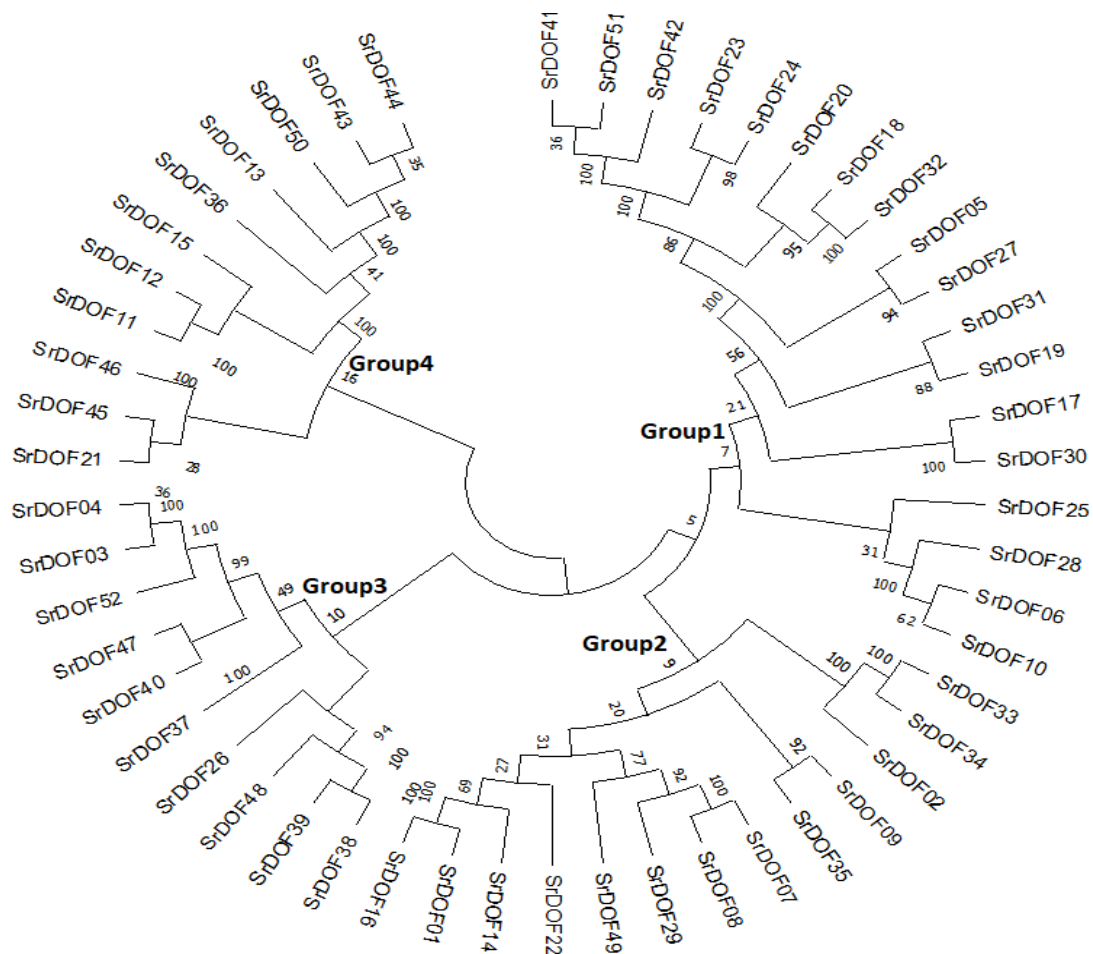 SrDOF41
SrDOF51
SrDOF42
SrDOF23
SrDOF24
SrDOF20
SrDOF18
SrDOF32
SrDOF05
SrDOF27
SrDOF31
SrDOF19
SrDOF17
SrDOF30
SrDOF25
SrDOF28
SrDOF06
SrDOF10
SrDOF33
SrDOF34
SrDOF02
SrDOF09
SrDOF35
SrDOF07
SrDOF08
SrDOF29
SrDOF49
SrDOF22
SrDOF14
SrDOF01
SrDOF16
SrDOF38
SrDOF39
SrDOF48
SrDOF26
SrDOF37
SrDOF40
SrDOF47
SrDOF52
SrDOF03
SrDOF04
SrDOF21
SrDOF45
SrDOF46
SrDOF11
SrDOF12
SrDOF15
SrDOF36
SrDOF13
SrDOF50
SrDOF43
SrDOF44
36
100
100
98
86
95
100
100
94
56
88
21
100
Group1
7
31
100
62
5
Group2
9
100
100
20
92
31
77
92
100
27
69
100
100
Group3
10
49
99
100
100
36
100
94
100
Group4
16
100
41
100
100
35
100
100
28